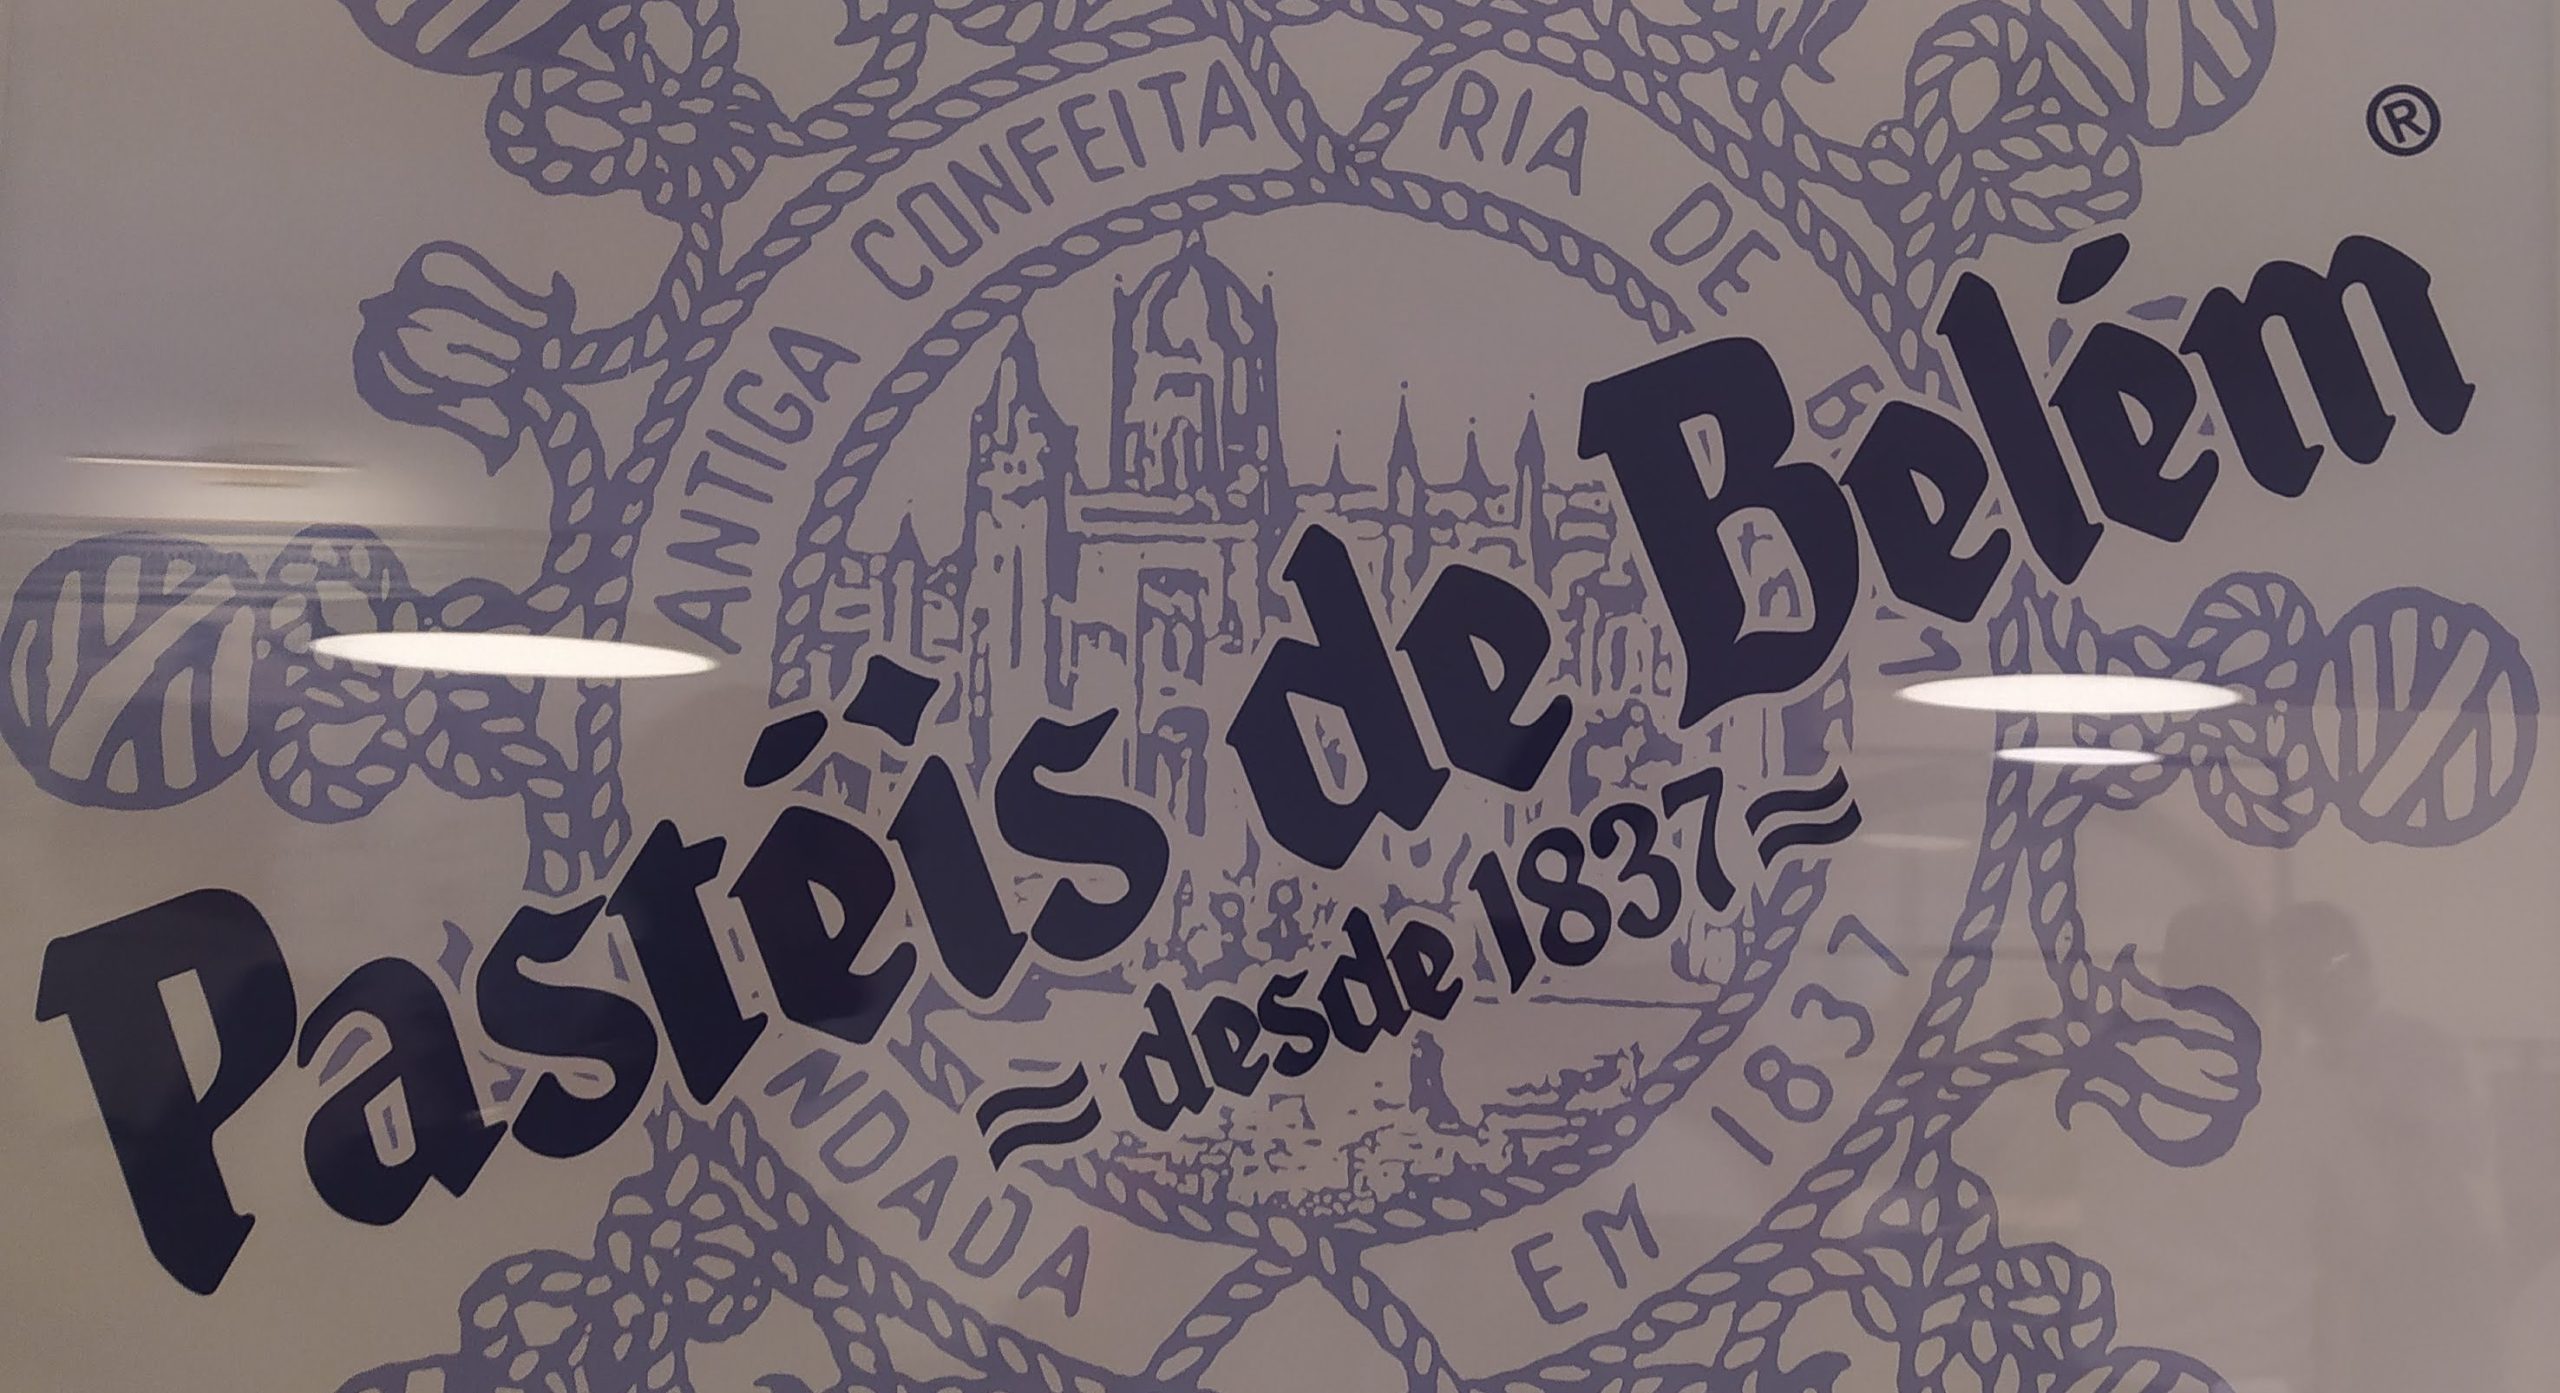 ANTIGA CONFEITARIA DE
Pastéis de Belém ®
desde 1837
NDADA EM 1837